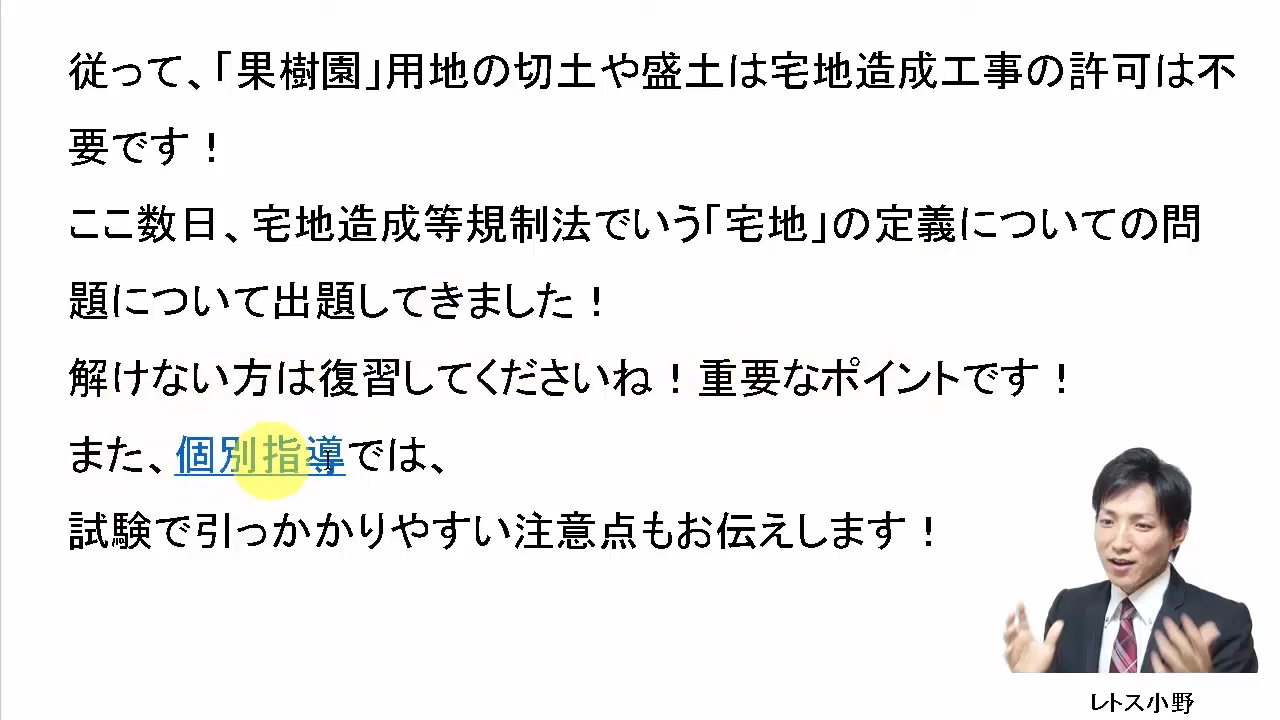 従って、「果樹園」用地の切土や盛土は宅地造成工事の許可は不
要です！
ここ数日、宅地造成等規制法でいう「宅地」の定義についての問
題について出題してきました！
解けない方は復習してくださいね！重要なポイントです！
また、個別指導では、
試験で引っかかりやすい注意点もお伝えします！
レトス小野